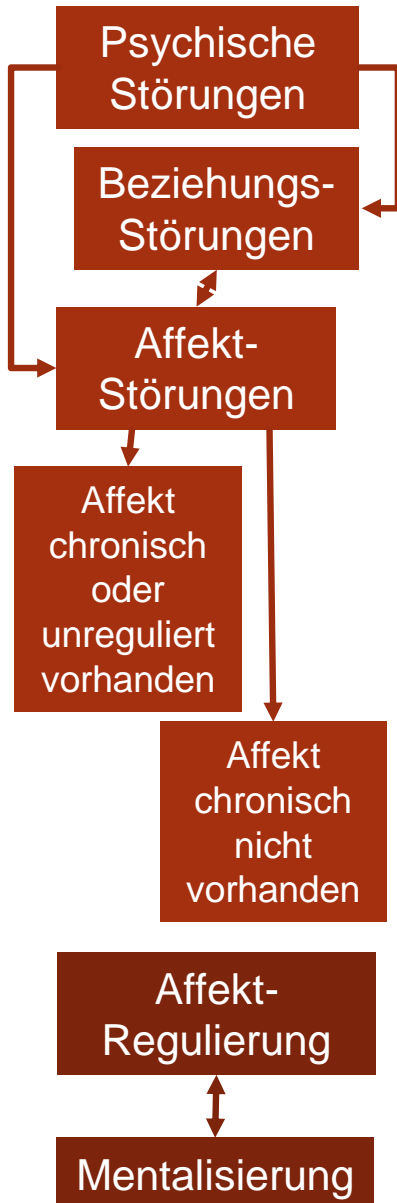 Psychische
Störungen
Beziehungs-
Störungen
Affekt-
Störungen
Affekt
chronisch
oder
unreguliert
vorhanden
Affekt
chronisch
nicht
vorhanden
Affekt-
Regulierung
Mentalisierung